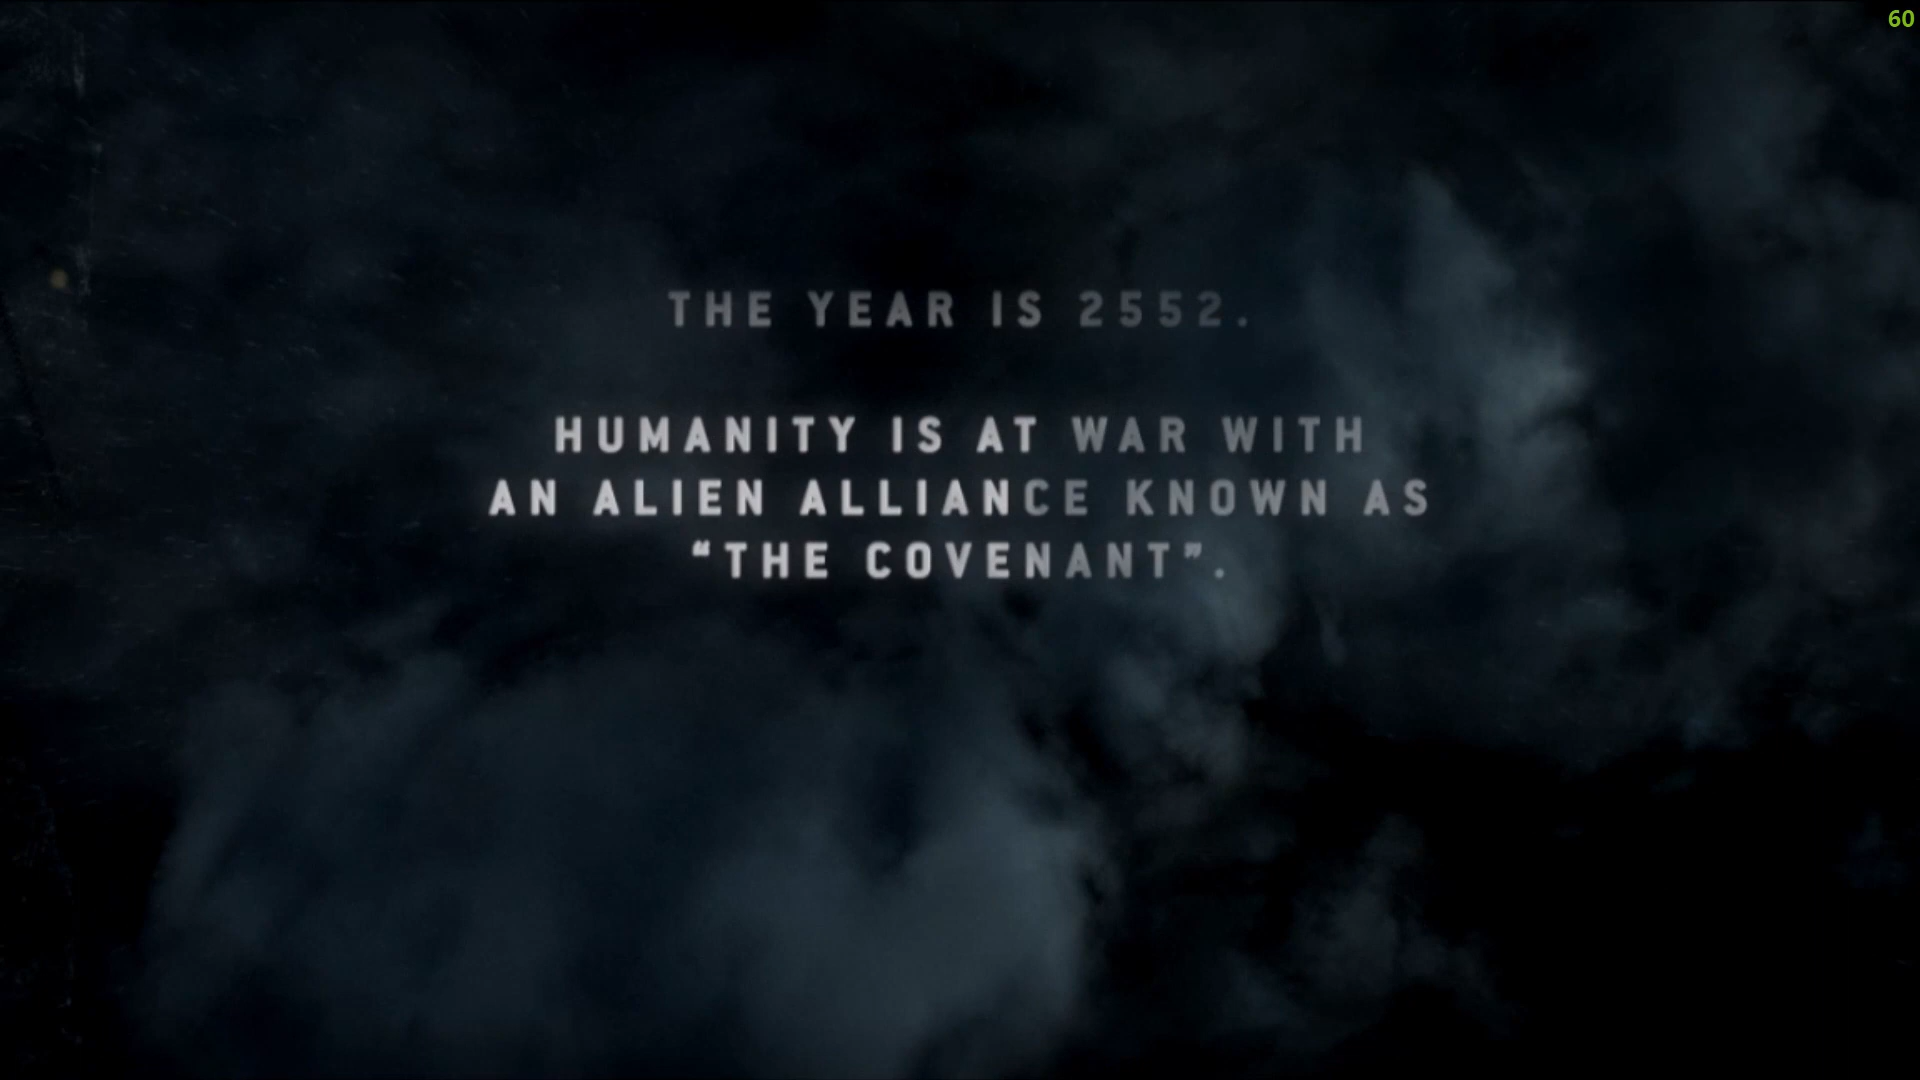 60
THE YEAR IS 2552.
HUMANITY IS AT WAR WITH
AN ALIEN ALLIANCE KNOWN AS
“THE COVENANT”.